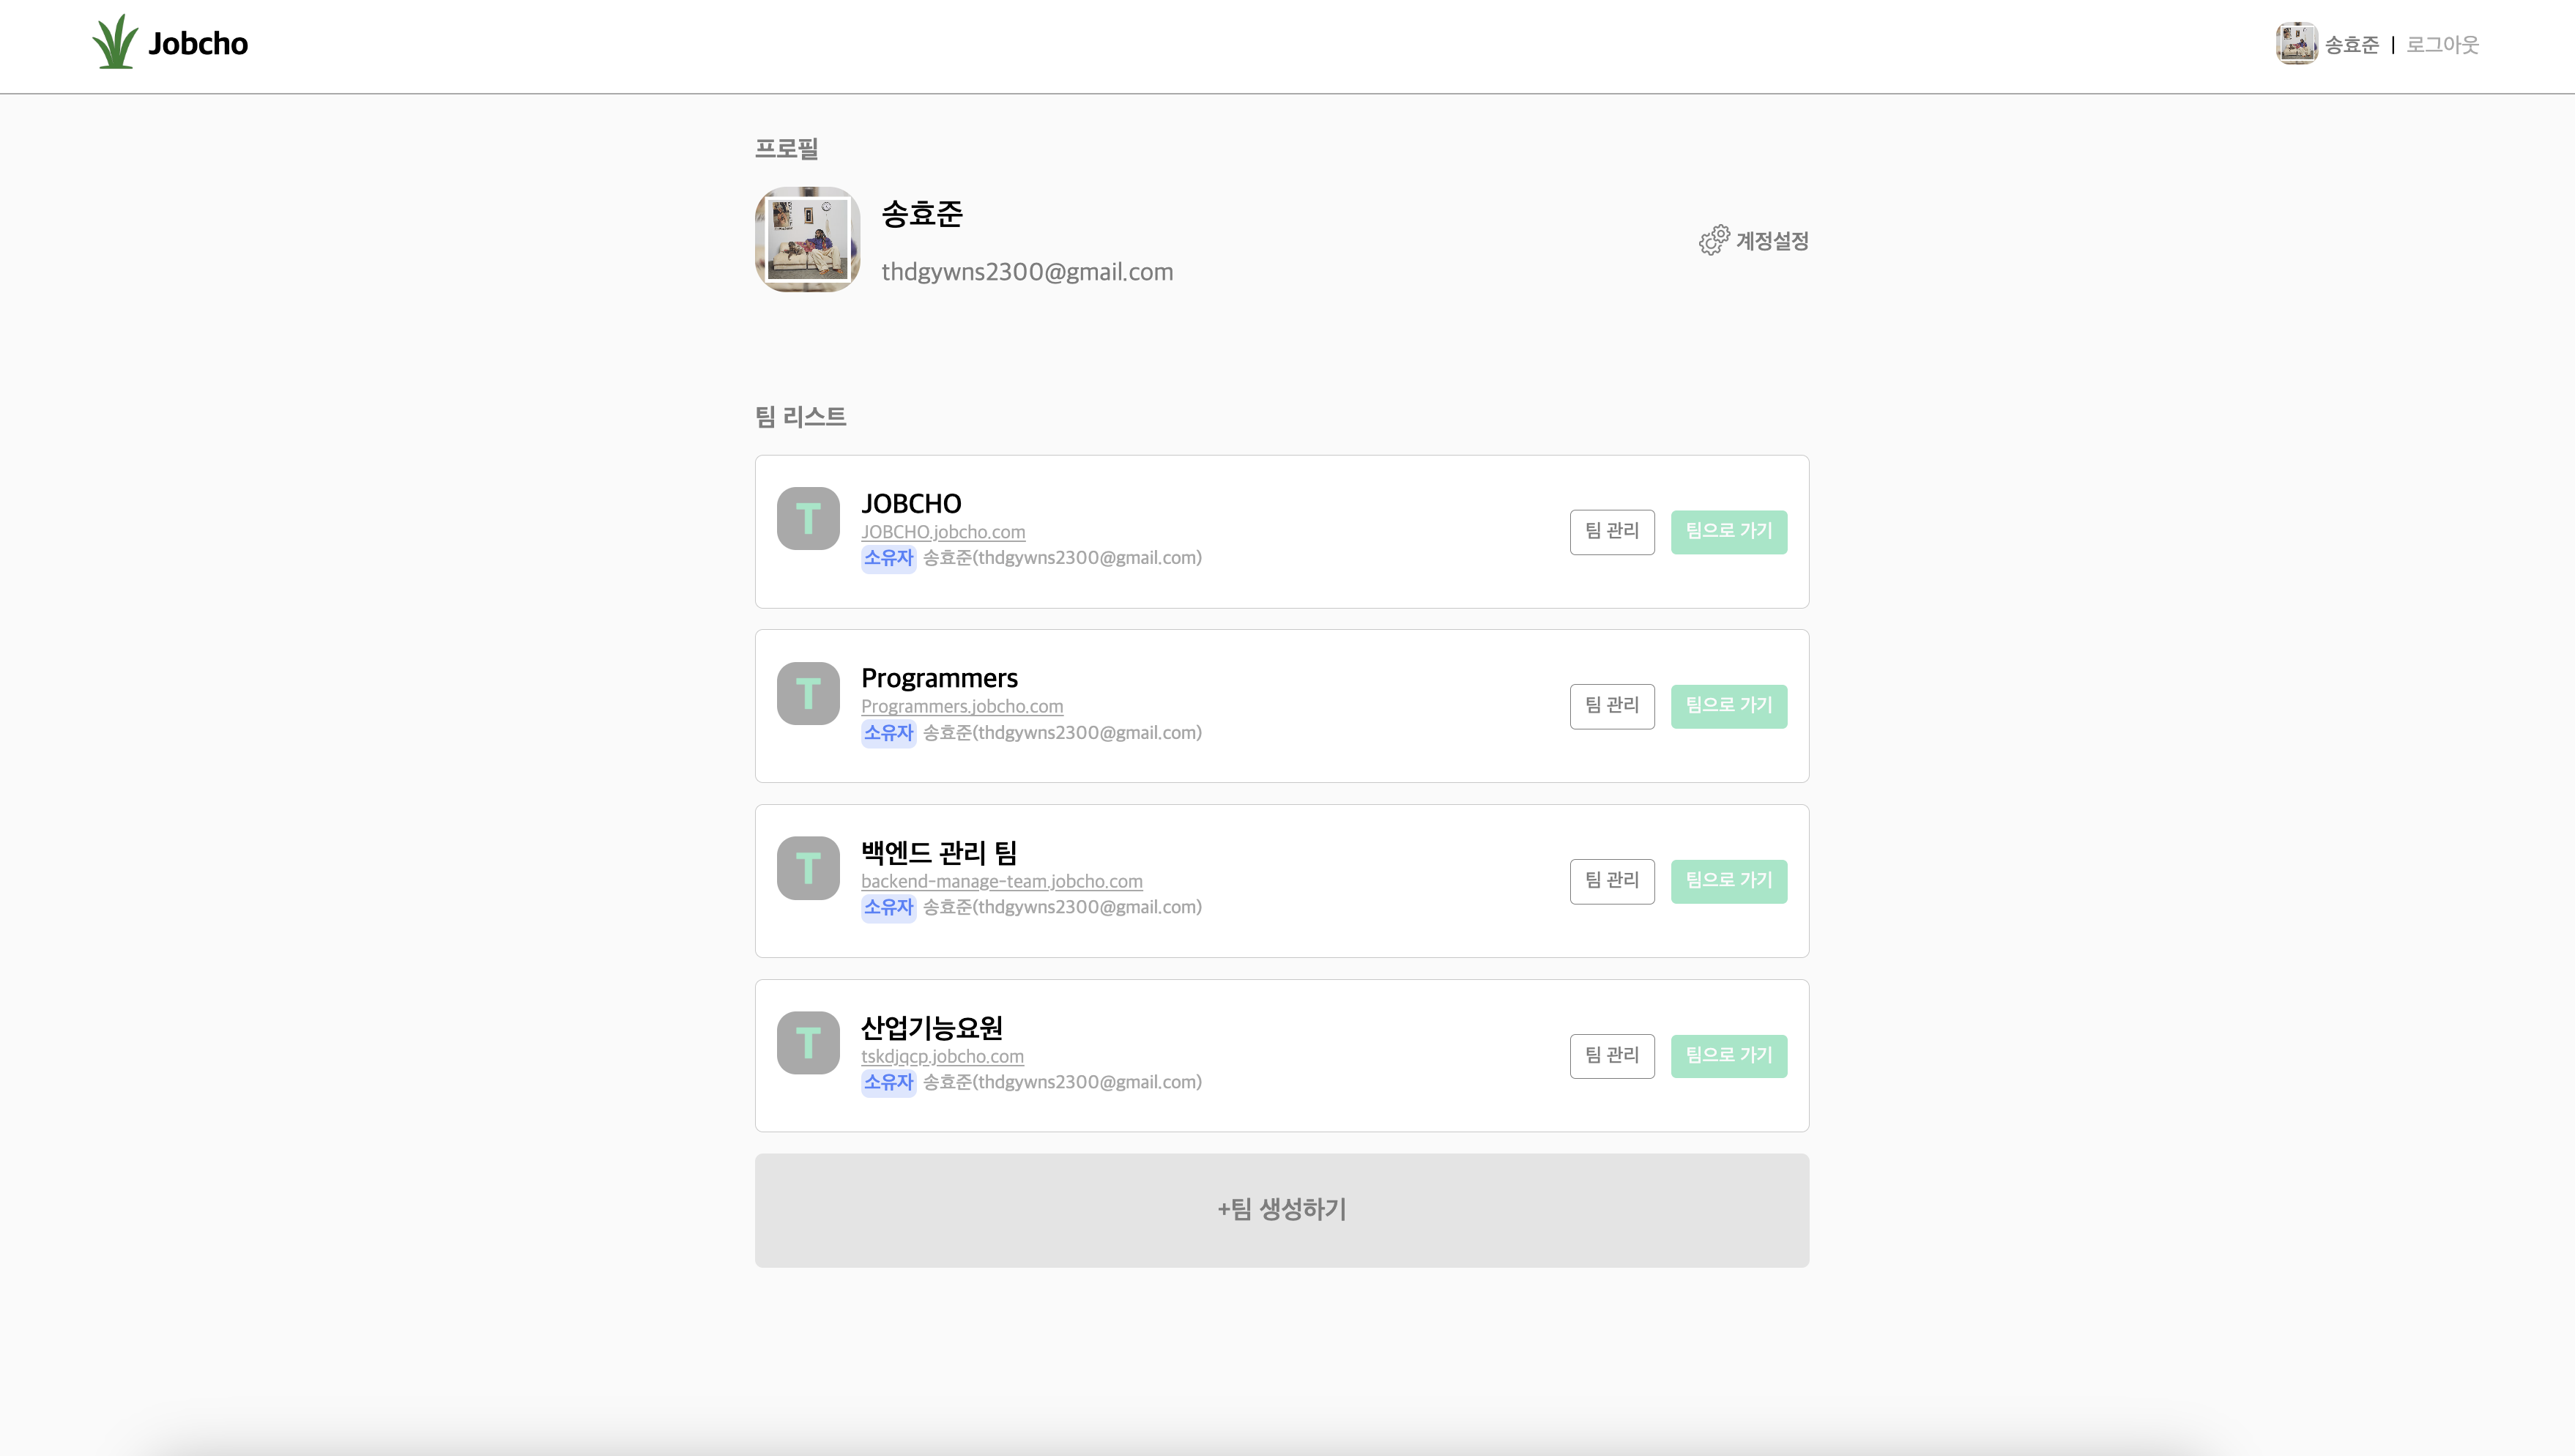 Jobcho
송효준 | 로그아웃
프로필
송효준
thdgywns2300@gmail.com
계정설정
팀 리스트
T
JOBCHO
JOBCHO.jobcho.com
소유자 송효준(thdgywns2300@gmail.com)
팀 관리
팀으로 가기
T
Programmers
Programmers.jobcho.com
소유자 송효준(thdgywns2300@gmail.com)
팀 관리
팀으로 가기
T
백엔드 관리 팀
backend-manage-team.jobcho.com
소유자 송효준(thdgywns2300@gmail.com)
팀 관리
팀으로 가기
T
산업기능요원
tskdjqcp.jobcho.com
소유자 송효준(thdgywns2300@gmail.com)
팀 관리
팀으로 가기
+팀 생성하기